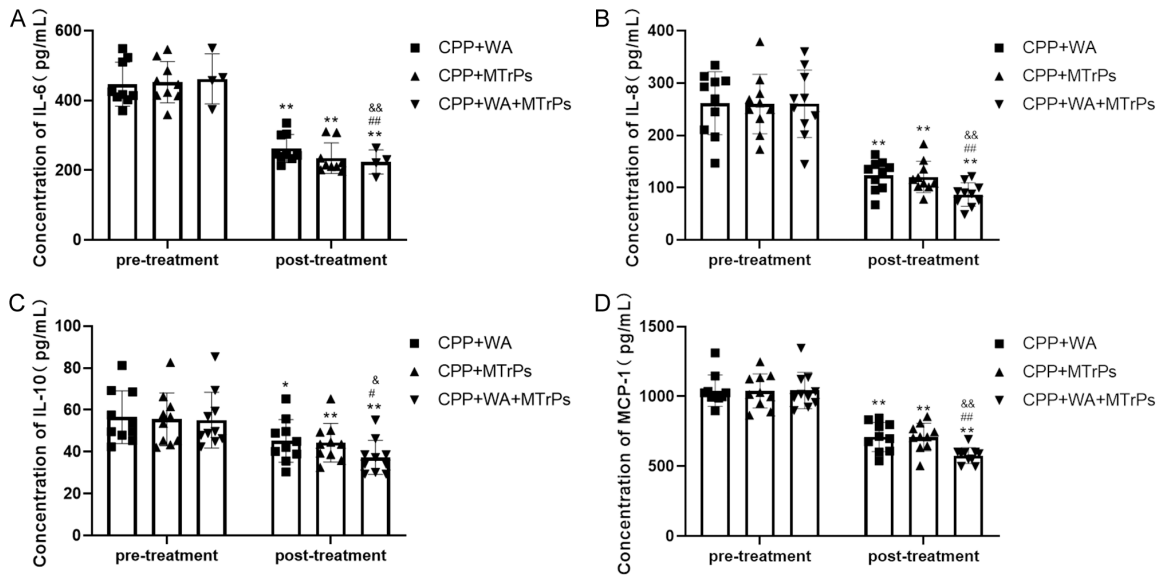 A
Concentration of IL-6（pg/mL）
600
400
200
0
pre-treatment
post-treatment
**
**
&&
##
**
CPP+WA
CPP+MTrPs
CPP+WA+MTrPs
B
Concentration of IL-8（pg/mL）
400
300
200
100
0
pre-treatment
post-treatment
**
**
&&
##
**
CPP+WA
CPP+MTrPs
CPP+WA+MTrPs
C
Concentration of IL-10（pg/mL）
100
80
60
40
20
0
pre-treatment
post-treatment
*
**
&
#
**
CPP+WA
CPP+MTrPs
CPP+WA+MTrPs
D
Concentration of MCP-1（pg/mL）
1500
1000
500
0
pre-treatment
post-treatment
**
**
&&
##
**
CPP+WA
CPP+MTrPs
CPP+WA+MTrPs